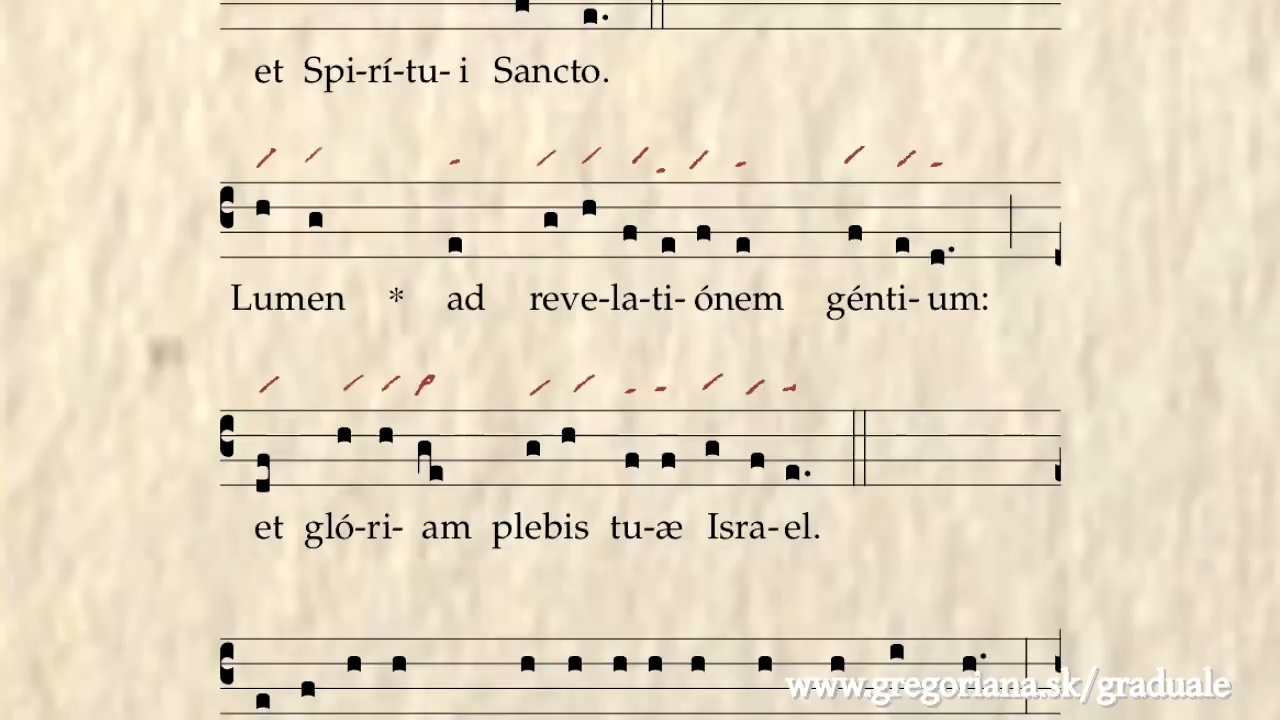 et Spi-rí-tu- i Sancto.
Lumen * ad reve-la-ti- ónem génti- um:
et gló-ri- am plebis tu-æ Isra-el.
www.gregoriana.sk/graduale